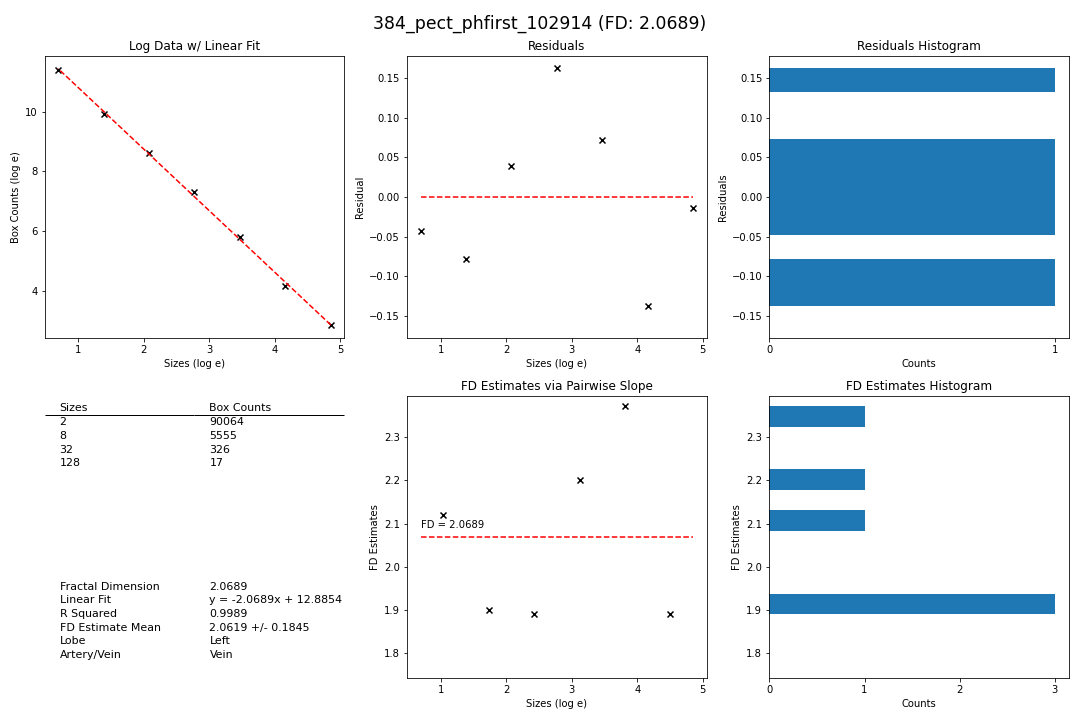 384_pect_phfirst_102914 (FD: 2.0689)
Log Data w/ Linear Fit
Box Counts (log e)
10
8
6
4
1 2 3 4 5
Sizes (log e)
Residuals
Residual
0.15
0.10
0.05
0.00
−0.05
−0.10
−0.15
1 2 3 4 5
Sizes (log e)
Residuals Histogram
Residuals
0.15
0.10
0.05
0.00
−0.05
−0.10
−0.15
0 1
Counts
Sizes Box Counts
2 90064
8 5555
32 326
128 17
Fractal Dimension 2.0689
Linear Fit y = -2.0689x + 12.8854
R Squared 0.9989
FD Estimate Mean 2.0619 +/- 0.1845
Lobe Left
Artery/Vein Vein
FD Estimates via Pairwise Slope
FD Estimates
2.3
2.2
2.1
2.0
1.9
1.8
FD = 2.0689
1 2 3 4 5
Sizes (log e)
FD Estimates Histogram
FD Estimates
2.3
2.2
2.1
2.0
1.9
1.8
0 1 2 3
Counts